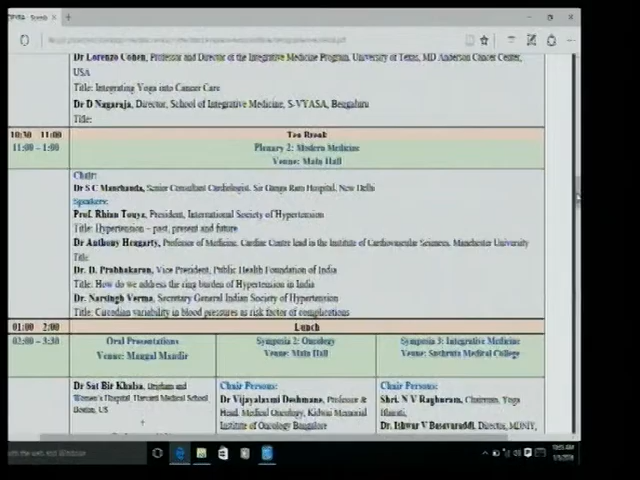 Dr Lorenzo Cohen, Professor and Director of the Integrative Medicine Program, University of Texas, MD Anderson Cancer Center,
USA
Title: Integrating Yoga into Cancer Care
Dr D Nagaraja, Director, School of Integrative Medicine, S-VYASA, Bengaluru
Title:
10:30 11:00 Tea Break
11:00 – 1:00 Plenary 2: Modern Medicine
Venue: Main Hall
Chair:
Dr S C Manchanda, Senior Consultant Cardiologist, Sir Ganga Ram Hospital, New Delhi
Speakers:
Prof. Rhian Touyz, President, International Society of Hypertension
Title: Hypertension – past, present and future
Dr Anthony Heagarty, Professor of Medicine, Cardiac Centre lead in the Institute of Cardiovascular Sciences, Manchester University
Title
Dr. D. Prabhakaran, Vice President, Public Health Foundation of India
Title: How do we address the ring burden of Hypertension in India
Dr. Narsingh Verma, Secretary General Indian Society of Hypertension
Title: Circadian variability in blood pressures as risk factor of complications
01:00 2:00 Lunch
02:00 – 3:30 Oral Presentations
Venue: Mangal Mandir
Symposia 2: Oncology
Venue: Main Hall
Symposia 3: Integrative Medicine
Venue: Sushruta Medical College
Dr Sat Bir Khalsa, Brigham and
Women's Hospital Harvard Medical School
Boston, US
Chair Persons:
Dr Vijayalaxmi Deshmane, Professor &
Head, Medical Oncology, Kidwai Memorial
Institute of Oncology Bangalore
Chair Persons:
Shri. N V Raghuram, Chairman, Yoga
Bharati,
Dr. Ishwar V Basavaraddi, Director, MDNIY,